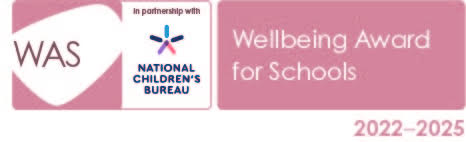 WAS
in partnership with
NATIONAL
CHILDREN'S
BUREAU
Wellbeing Award
for Schools
2022–2025